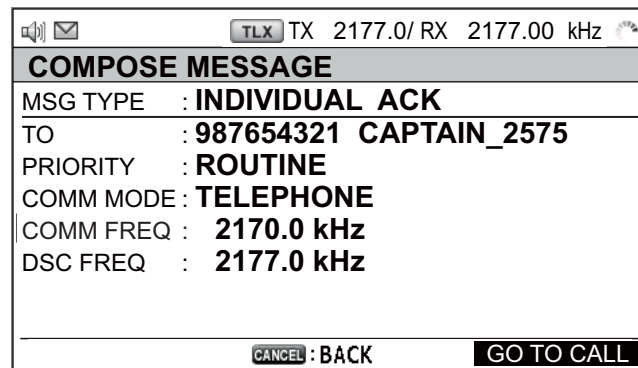 TLX TX 2177.0/ RX 2177.00 kHz
COMPOSE MESSAGE
MSG TYPE : INDIVIDUAL ACK
TO : 987654321 CAPTAIN_2575
PRIORITY : ROUTINE
COMM MODE : TELEPHONE
COMM FREQ : 2170.0 kHz
DSC FREQ : 2177.0 kHz
CANCEL : BACK GO TO CALL